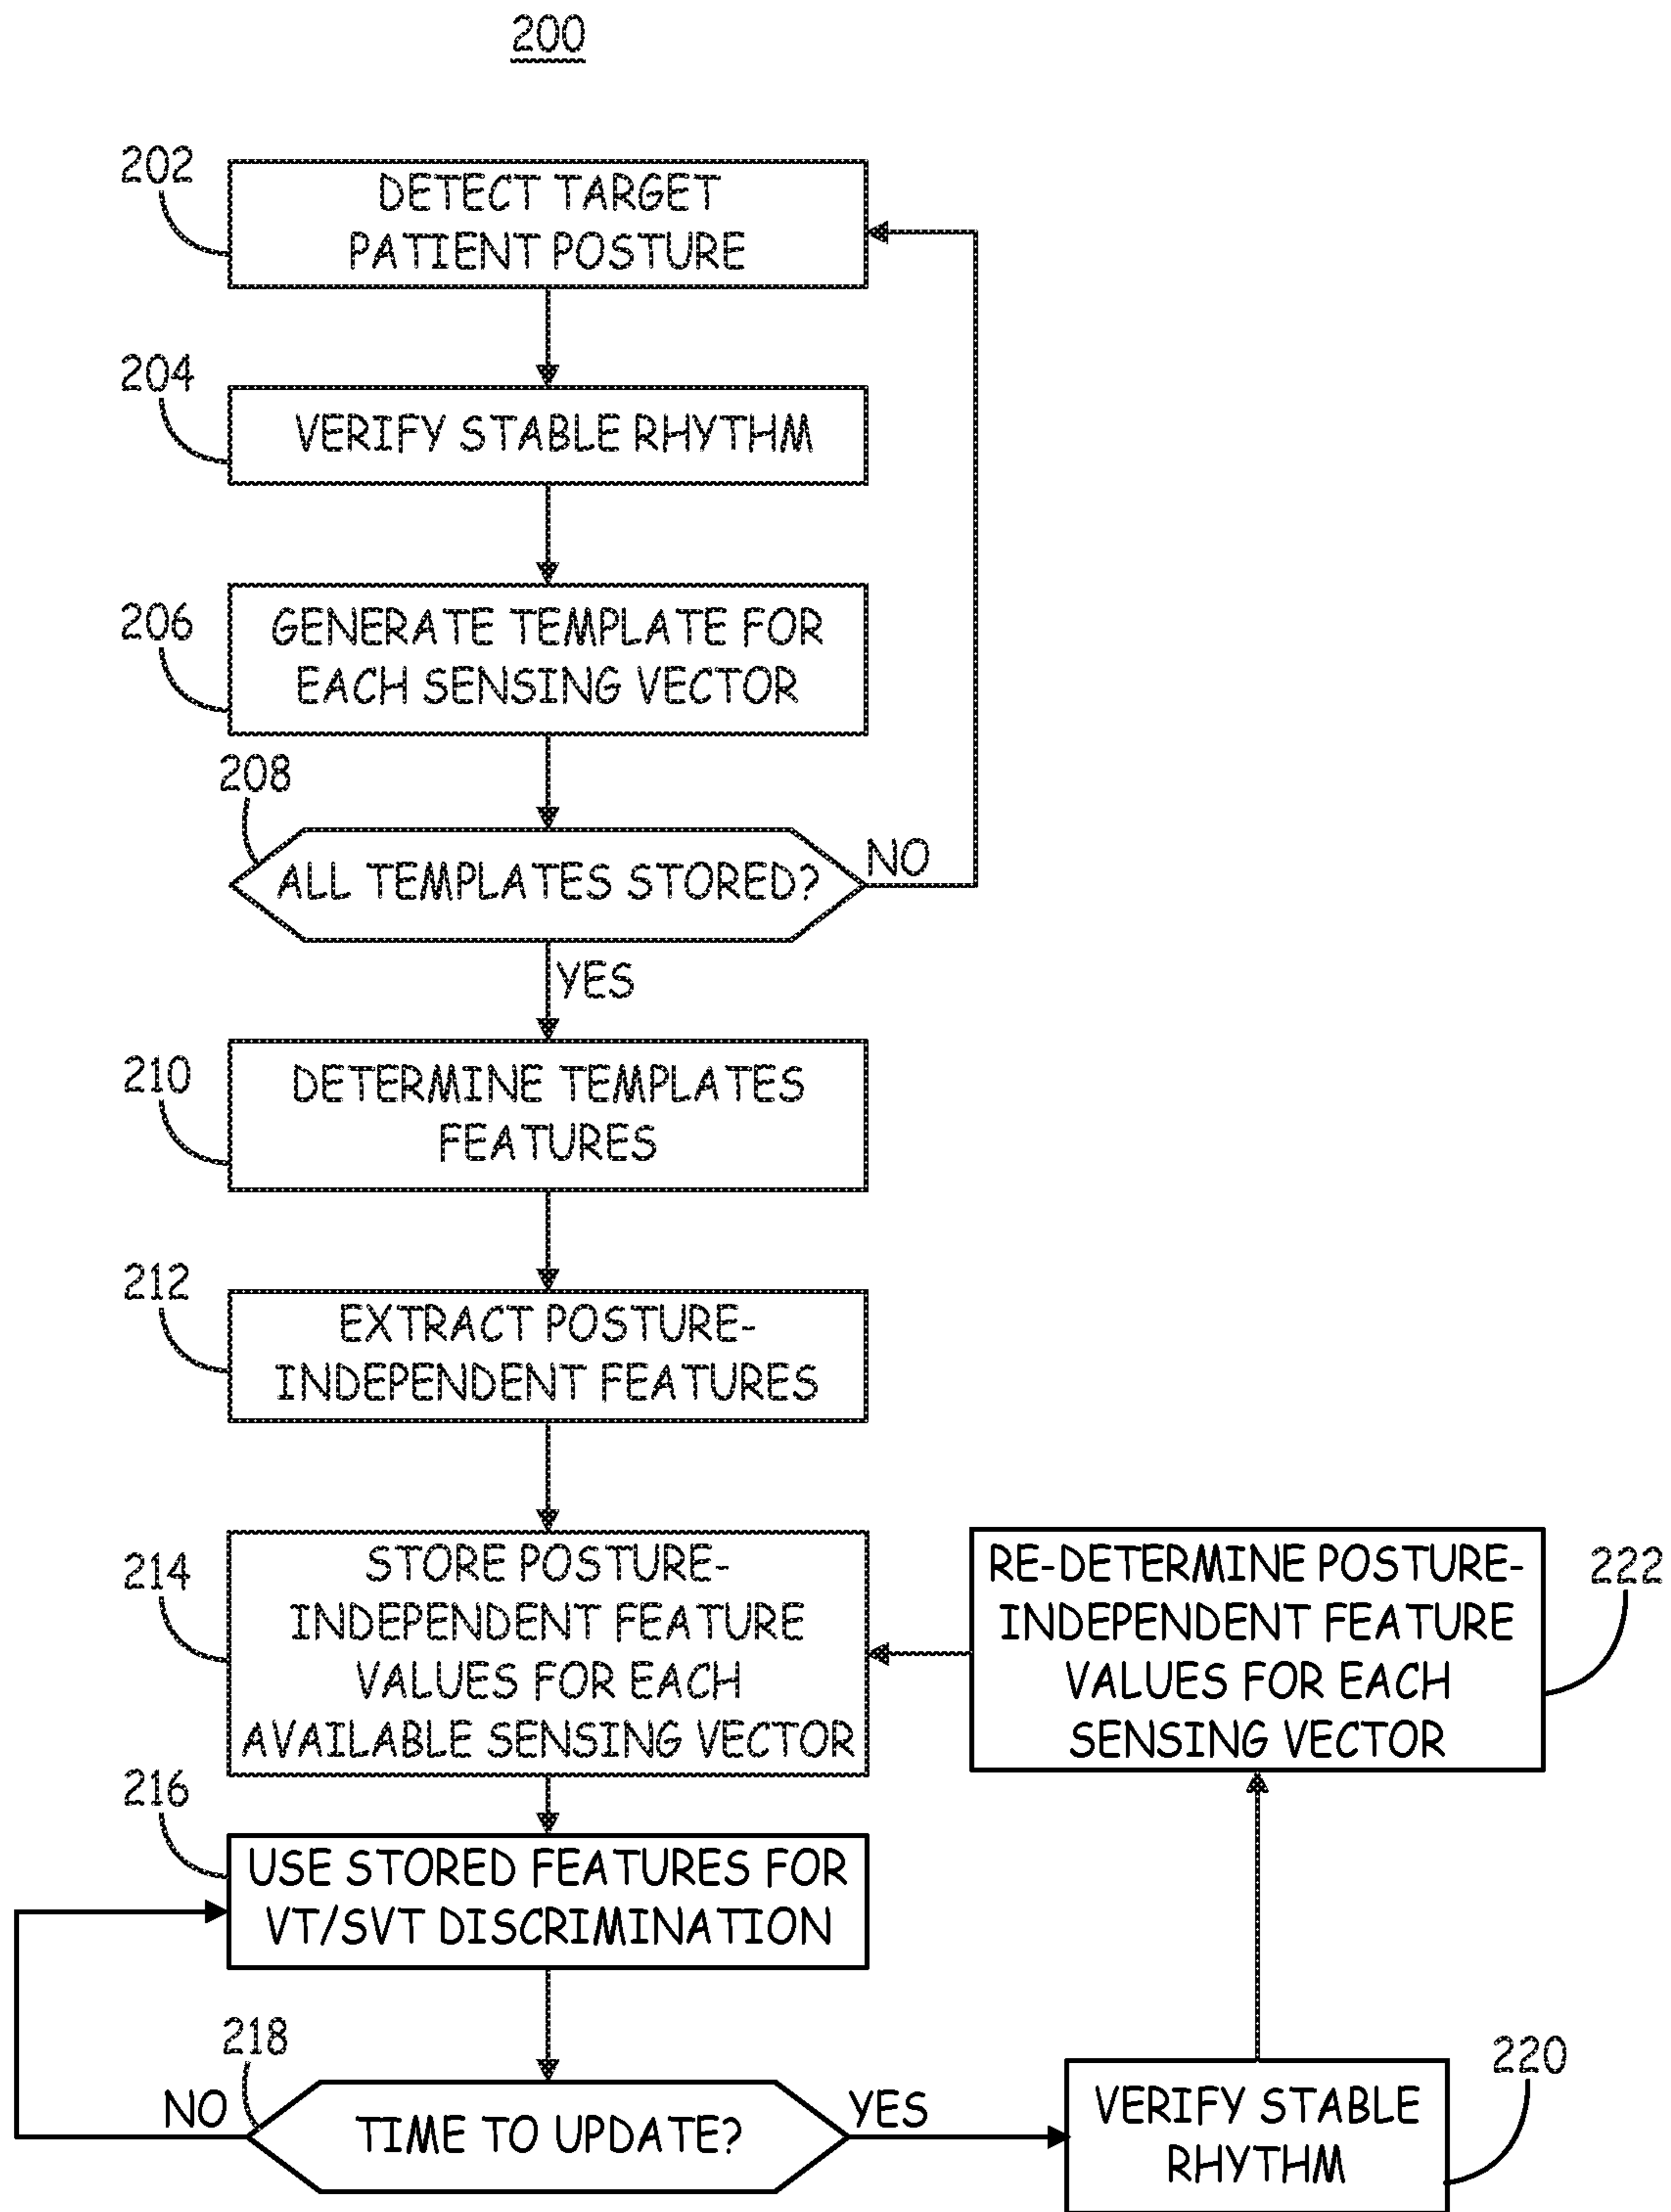 200
202
DETECT TARGET
PATIENT POSTURE
204
VERIFY STABLE RHYTHM
206
GENERATE TEMPLATE FOR
EACH SENSING VECTOR
208
ALL TEMPLATES STORED?
NO
YES
210
DETERMINE TEMPLATES
FEATURES
212
EXTRACT POSTURE-
INDEPENDENT FEATURES
214
STORE POSTURE-
INDEPENDENT FEATURE
VALUES FOR EACH
AVAILABLE SENSING VECTOR
RE-DETERMINE POSTURE-
INDEPENDENT FEATURE
VALUES FOR EACH
SENSING VECTOR
222
216
USE STORED FEATURES FOR
VT/SVT DISCRIMINATION
218
NO
TIME TO UPDATE?
YES
VERIFY STABLE
RHYTHM
220